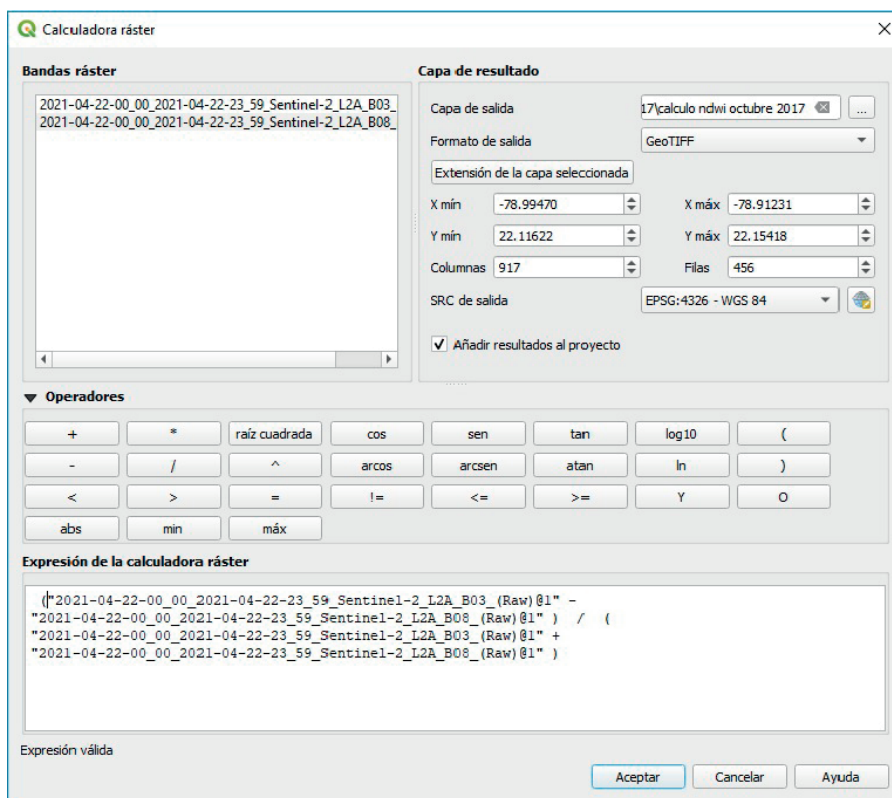 Calculadora ráster
Bandas ráster
2021-04-22-00_00_2021-04-22-23_59_Sentinel-2_L2A_B03_
2021-04-22-00_00_2021-04-22-23_59_Sentinel-2_L2A_B08_
Capa de resultado
Capa de salida
17\calculo ndwi octubre 2017
...
Formato de salida
GeoTIFF
Extensión de la capa seleccionada
X mín -78.99470 X máx -78.91231
Y mín 22.11622 Y máx 22.15418
Columnas 917 Filas 456
SRC de salida EPSG:4326 - WGS 84
Añadir resultados al proyecto
Operadores
+ * raíz cuadrada cos sen tan log10 (
- / ^ arcos arcsen atan ln )
< > = != <= >= Y O
abs min máx
Expresión de la calculadora ráster
("2021-04-22-00_00_2021-04-22-23_59_Sentinel-2_L2A_B03_(Raw)@1" -
"2021-04-22-00_00_2021-04-22-23_59_Sentinel-2_L2A_B08_(Raw)@1" ) / (
"2021-04-22-00_00_2021-04-22-23_59_Sentinel-2_L2A_B03_(Raw)@1" +
"2021-04-22-00_00_2021-04-22-23_59_Sentinel-2_L2A_B08_(Raw)@1" )
Expresión válida
Aceptar Cancelar Ayuda